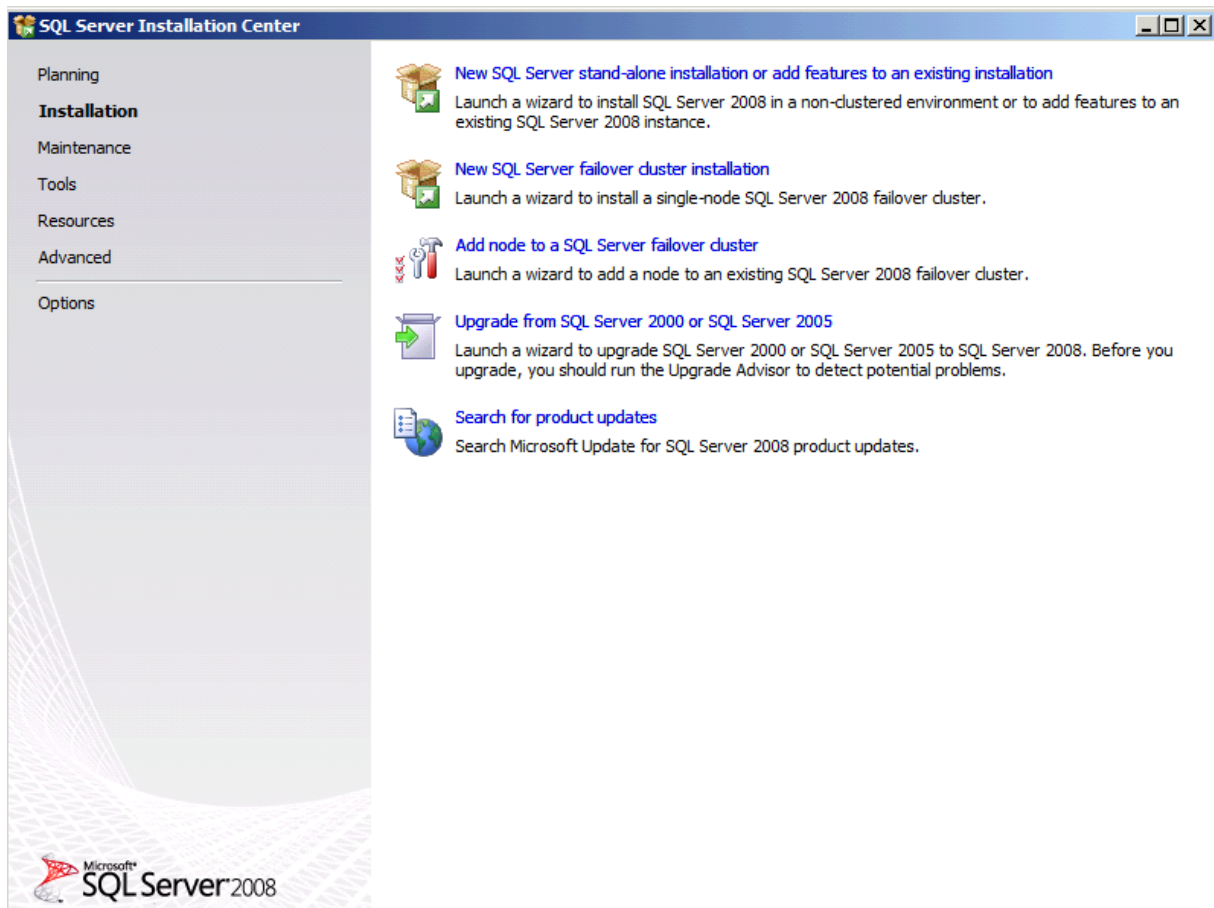 SQL Server Installation Center
Planning
Installation
Maintenance
Tools
Resources
Advanced
Options
New SQL Server stand-alone installation or add features to an existing installation
Launch a wizard to install SQL Server 2008 in a non-clustered environment or to add features to an
existing SQL Server 2008 instance.
New SQL Server failover cluster installation
Launch a wizard to install a single-node SQL Server 2008 failover cluster.
Add node to a SQL Server failover cluster
Launch a wizard to add a node to an existing SQL Server 2008 failover cluster.
Upgrade from SQL Server 2000 or SQL Server 2005
Launch a wizard to upgrade SQL Server 2000 or SQL Server 2005 to SQL Server 2008. Before you
upgrade, you should run the Upgrade Advisor to detect potential problems.
Search for product updates
Search Microsoft Update for SQL Server 2008 product updates.
Microsoft
SQL Server 2008